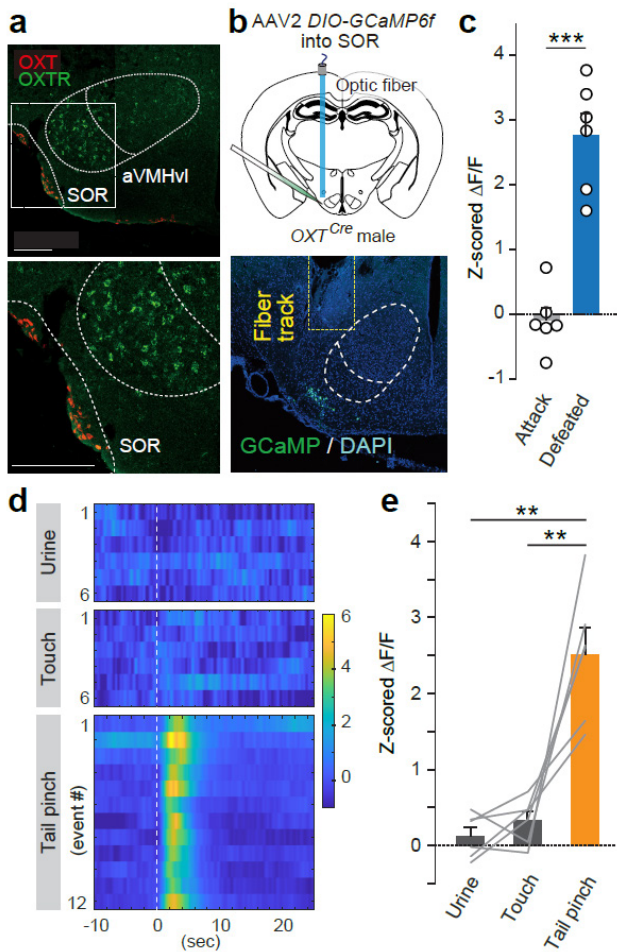 a
OXT
OXTR
aVMHvl
SOR
SOR
b
AAV2 DIO-GCaMP6f
into SOR
Optic fiber
OXT^Cre male
Fiber
track
GCaMP / DAPI
c
***
4
3
2
1
0
-1
Z-scored ΔF/F
Attack
Defeated
d
Urine
1
6
Touch
1
6
Tail pinch
(event #)
1
12
-10
0
10
20
(sec)
6
4
2
0
e
**
**
4
3
2
1
0
Z-scored ΔF/F
Urine
Touch
Tail pinch